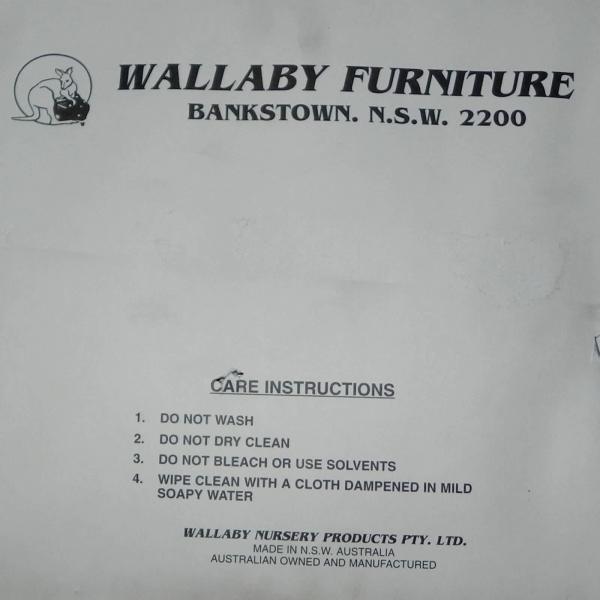 WALLABY FURNITURE
BANKSTOWN. N.S.W. 2200
CARE INSTRUCTIONS
1. DO NOT WASH
2. DO NOT DRY CLEAN
3. DO NOT BLEACH OR USE SOLVENTS
4. WIPE CLEAN WITH A CLOTH DAMPENED IN MILD
SOAPY WATER
WALLABY NURSERY PRODUCTS PTY. LTD.
MADE IN N.S.W. AUSTRALIA
AUSTRALIAN OWNED AND MANUFACTURED